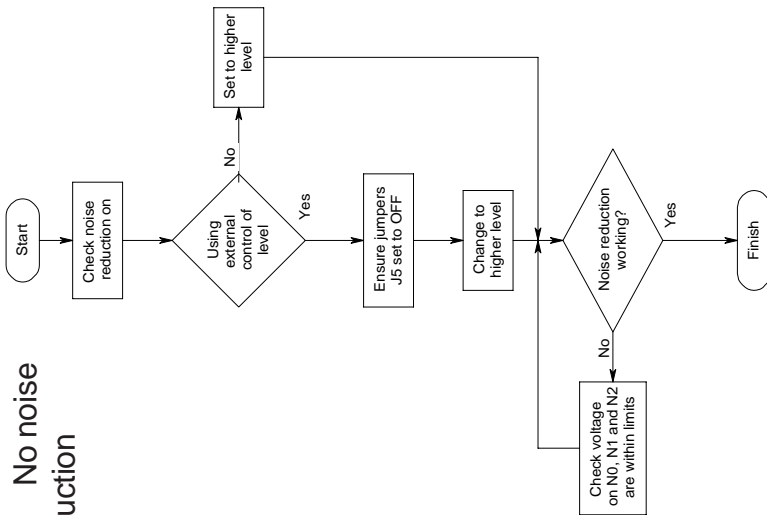 No noise
uction
Start
Check noise
reduction on
Using
external
control of
level
No
Set to higher
level
Yes
Ensure jumpers
J5 set to OFF
Change to
higher level
Noise reduction
working?
No
Check voltage
on N0, N1 and N2
are within limits
Yes
Finish